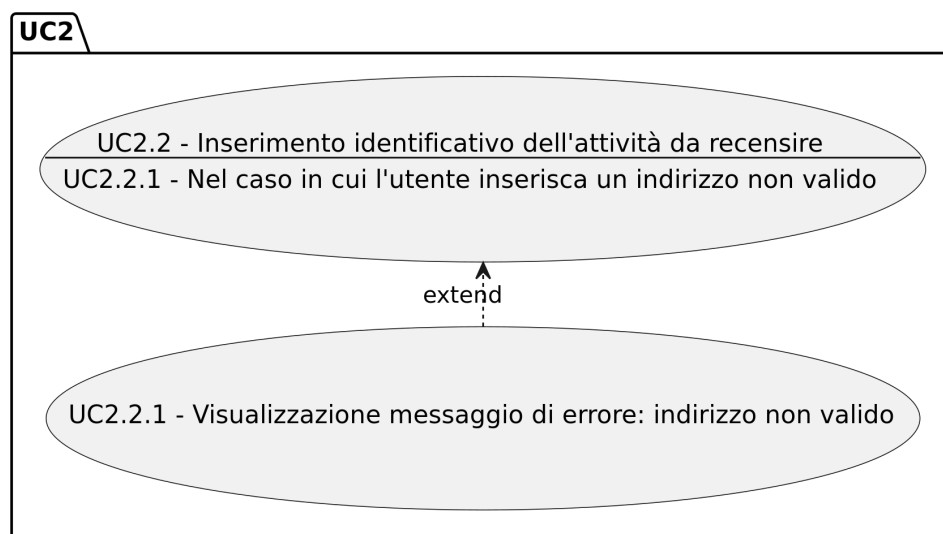 UC2
UC2.2 - Inserimento identificativo dell'attività da recensire
UC2.2.1 - Nel caso in cui l'utente inserisca un indirizzo non valido
extend
UC2.2.1 - Visualizzazione messaggio di errore: indirizzo non valido